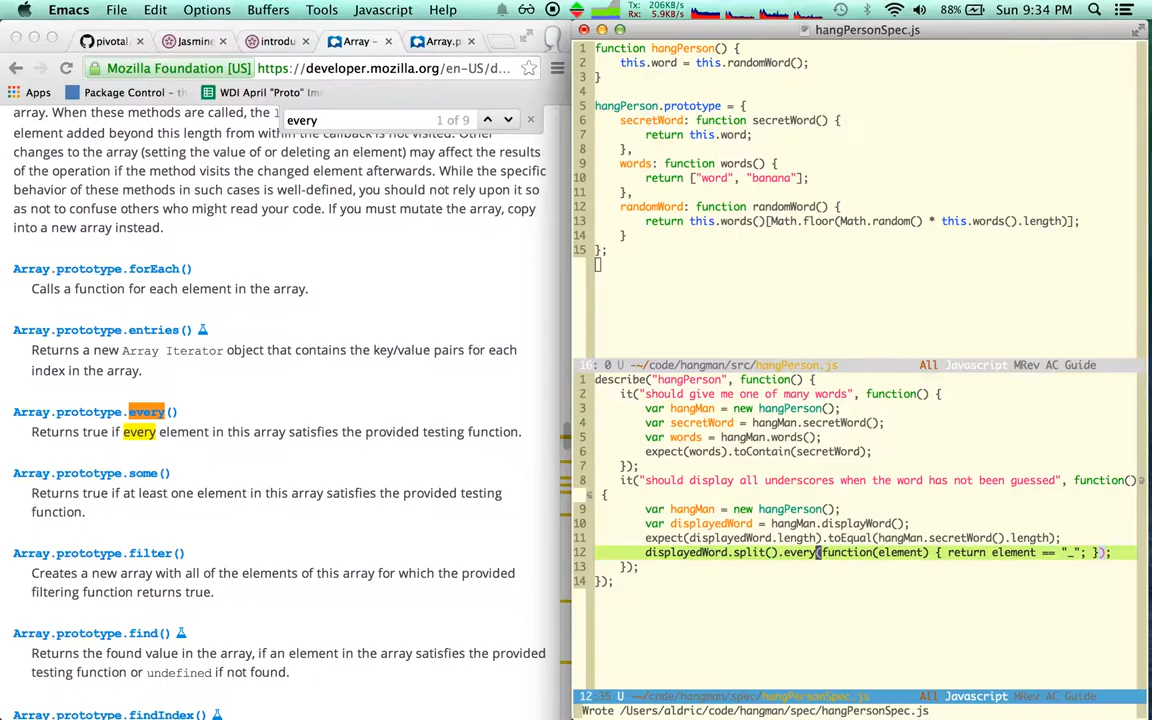 Emacs File Edit Options Buffers Tools Javascript Help
Tx: 206KB/s
Rx: 5.9KB/s
88% Sun 9:34 PM
pivotal
Jasmine
introdu
Array -
Array.p
Mozilla Foundation [US] https://developer.mozilla.org/en-US/d...
Apps Package Control - th WDI April "Proto" Im
every 1 of 9
array. When these methods are called, the
element added beyond this length from within the callback is not visited. Other
changes to the array (setting the value of or deleting an element) may affect the results
of the operation if the method visits the changed element afterwards. While the specific
behavior of these methods in such cases is well-defined, you should not rely upon it so
as not to confuse others who might read your code. If you must mutate the array, copy
into a new array instead.
Array.prototype.forEach()
Calls a function for each element in the array.
Array.prototype.entries()
Returns a new Array Iterator object that contains the key/value pairs for each
index in the array.
Array.prototype.every()
Returns true if every element in this array satisfies the provided testing function.
Array.prototype.some()
Returns true if at least one element in this array satisfies the provided testing
function.
Array.prototype.filter()
Creates a new array with all of the elements of this array for which the provided
filtering function returns true.
Array.prototype.find()
Returns the found value in the array, if an element in the array satisfies the provided
testing function or undefined if not found.
Array.prototype.findIndex()
hangPersonSpec.js
1 function hangPerson() {
2 this.word = this.randomWord();
3 }
4
5 hangPerson.prototype = {
6 secretWord: function secretWord() {
7 return this.word;
8 },
9 words: function words() {
10 return ["word", "banana"];
11 },
12 randomWord: function randomWord() {
13 return this.words()[Math.floor(Math.random() * this.words().length)];
14 }
15 };
16: 0 U --~/code/hangman/src/hangPerson.js All Javascript MRev AC Guide
1 describe("hangPerson", function() {
2 it("should give me one of many words", function() {
3 var hangMan = new hangPerson();
4 var secretWord = hangMan.secretWord();
5 var words = hangMan.words();
6 expect(words).toContain(secretWord);
7 });
8 it("should display all underscores when the word has not been guessed", function()
{
9 var hangMan = new hangPerson();
10 var displayedWord = hangMan.displayWord();
11 expect(displayedWord.length).toEqual(hangMan.secretWord().length);
12 displayedWord.split().every(function(element) { return element == "_"; });
13 });
14 });
12:35 U --~/code/hangman/spec/hangPersonSpec.js All Javascript MRev AC Guide
Wrote /Users/aldric/code/hangman/spec/hangPersonSpec.js